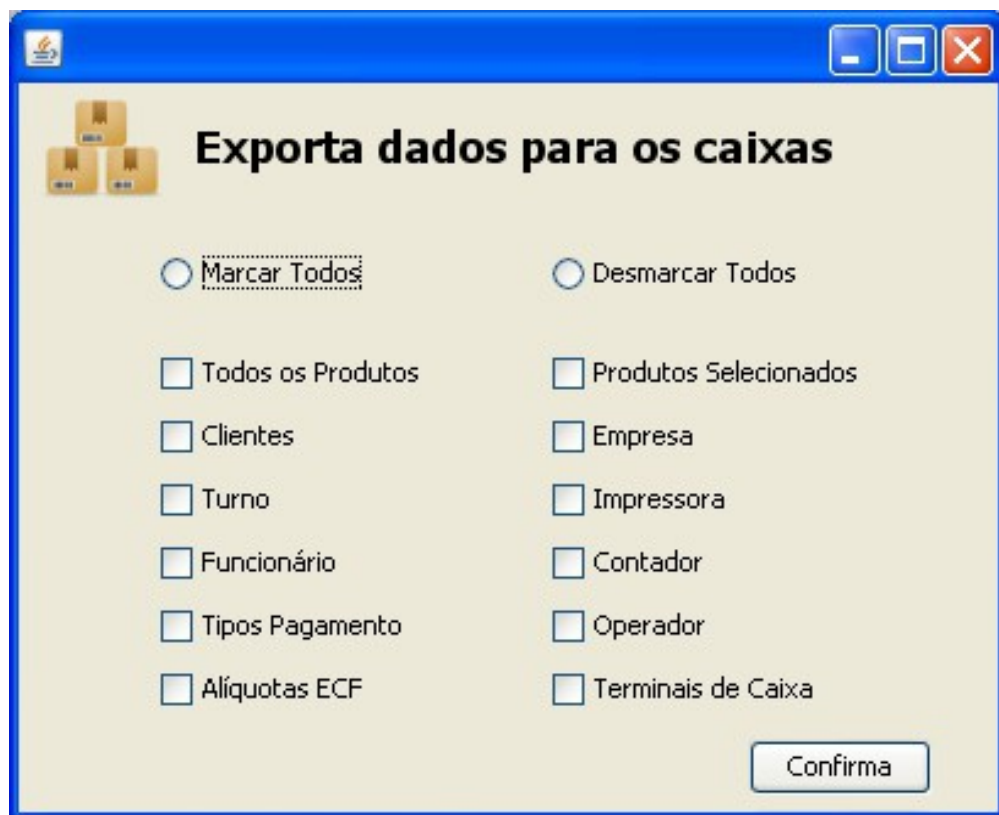 Exporta dados para os caixas
Marcar Todos Desmarcar Todos
Todos os Produtos Produtos Selecionados
Clientes Empresa
Turno Impressora
Funcionário Contador
Tipos Pagamento Operador
Alíquotas ECF Terminais de Caixa
Confirma